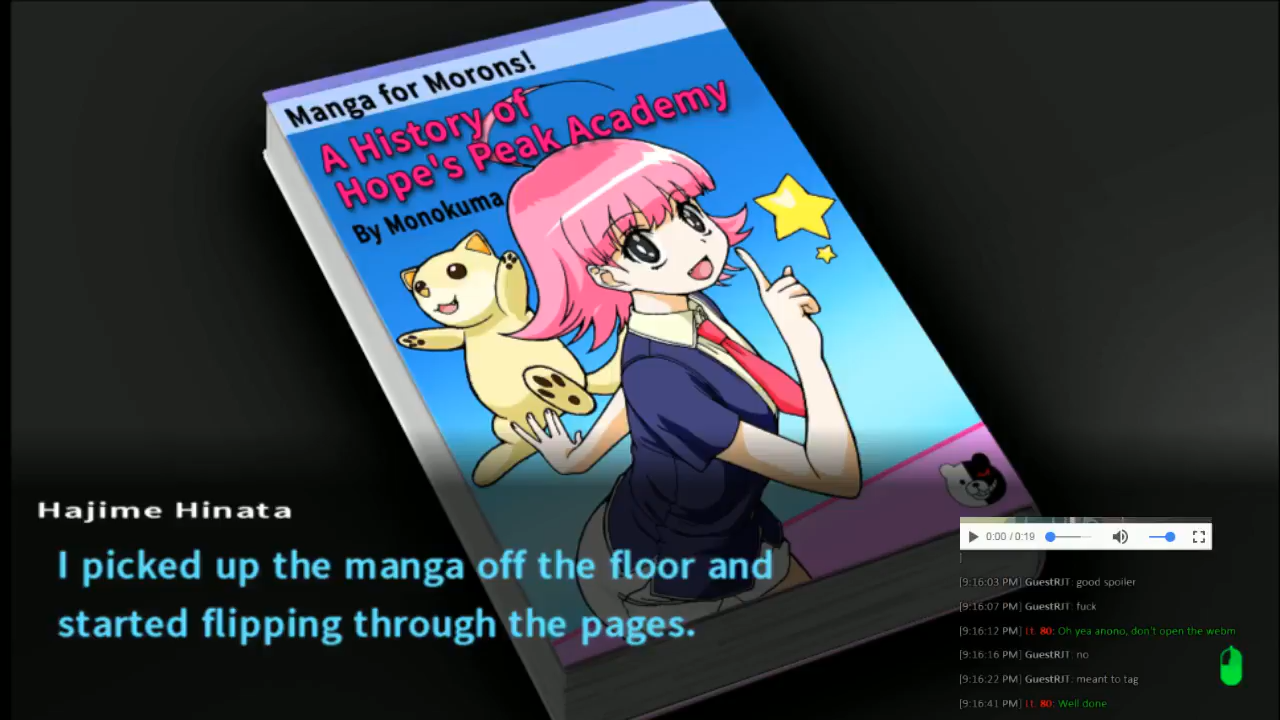 Manga for Morons!
A History of
Hope's Peak Academy
By Monokuma
Hajime Hinata
I picked up the manga off the floor and
started flipping through the pages.
0:00 / 0:19
[9:16:03 PM] GuestRJT: good spoiler
[9:16:07 PM] GuestRJT: fuck
[9:16:12 PM] Lt. 80: Oh yea anono, don't open the webm
[9:16:16 PM] GuestRJT: no
[9:16:22 PM] GuestRJT: meant to tag
[9:16:41 PM] Lt. 80: Well done